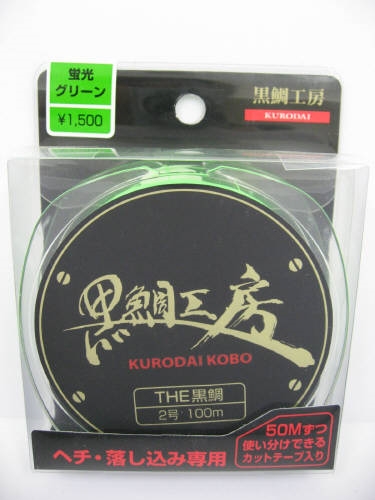 蛍光
グリーン
¥1,500
黒鯛工房
KURODAI
黒鯛工房
KURODAI KOBO
THE黒鯛
2号 100m
50Mずつ
使い分けできる
カットテープ入り
ヘチ・落し込み専用